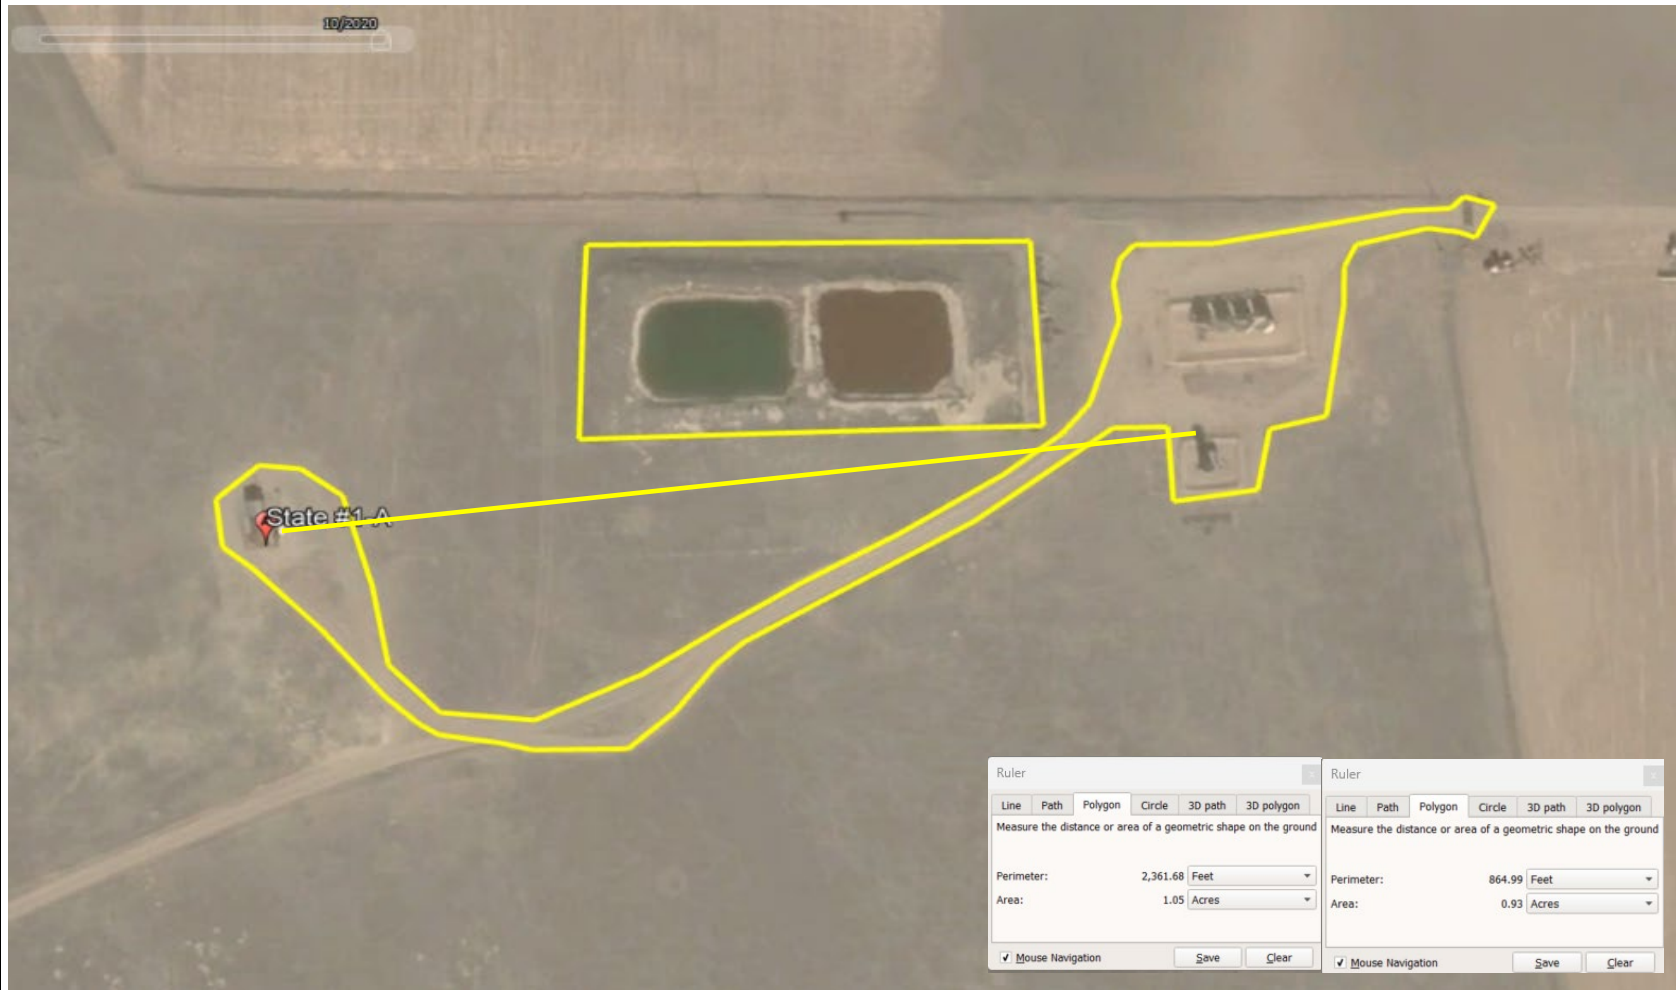 10/2020
State #1-A
Ruler
x
Line Path Polygon Circle 3D path 3D polygon
Measure the distance or area of a geometric shape on the ground
Perimeter: 2,361.68 Feet
Area: 1.05 Acres
Mouse Navigation Save Clear
Ruler
x
Line Path Polygon Circle 3D path 3D polygon
Measure the distance or area of a geometric shape on the ground
Perimeter: 864.99 Feet
Area: 0.93 Acres
Mouse Navigation Save Clear